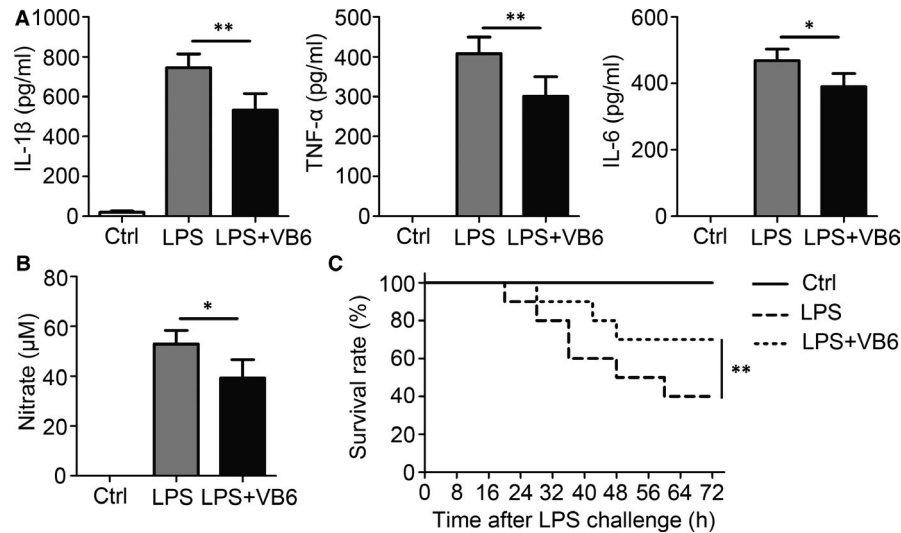 A
IL-1β (pg/ml)
1000
800
600
400
200
0
**
Ctrl LPS LPS+VB6
TNF-α (pg/ml)
500
400
300
200
100
0
**
Ctrl LPS LPS+VB6
IL-6 (pg/ml)
600
400
200
0
*
Ctrl LPS LPS+VB6
B
Nitrate (μM)
80
60
40
20
0
*
Ctrl LPS LPS+VB6
C
Survival rate (%)
100
80
60
40
20
0
0 8 16 24 32 40 48 56 64 72
Time after LPS challenge (h)
Ctrl
LPS
LPS+VB6
**